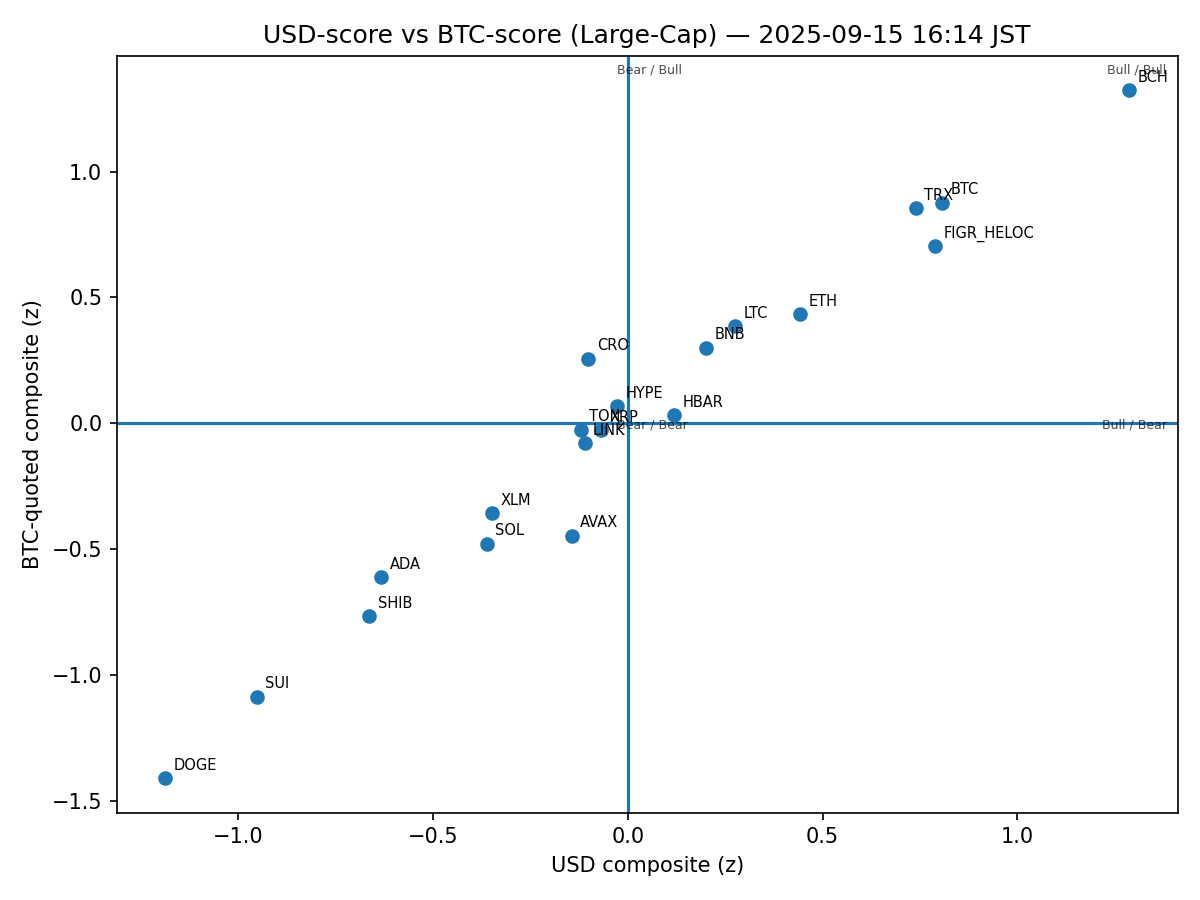 USD-score vs BTC-score (Large-Cap) — 2025-09-15 16:14 JST
Bear / Bull
Bull / Bull
BCH
BTC
TRX
FIGR_HELOC
ETH
LTC
BNB
CRO
HYPE
HBAR
TON
XRP
LINK
Bear / Bear
Bull / Bear
XLM
SOL
AVAX
ADA
SHIB
SUI
DOGE
1.0
0.5
0.0
−0.5
−1.0
−1.5
BTC-quoted composite (z)
−1.0
−0.5
0.0
0.5
1.0
USD composite (z)